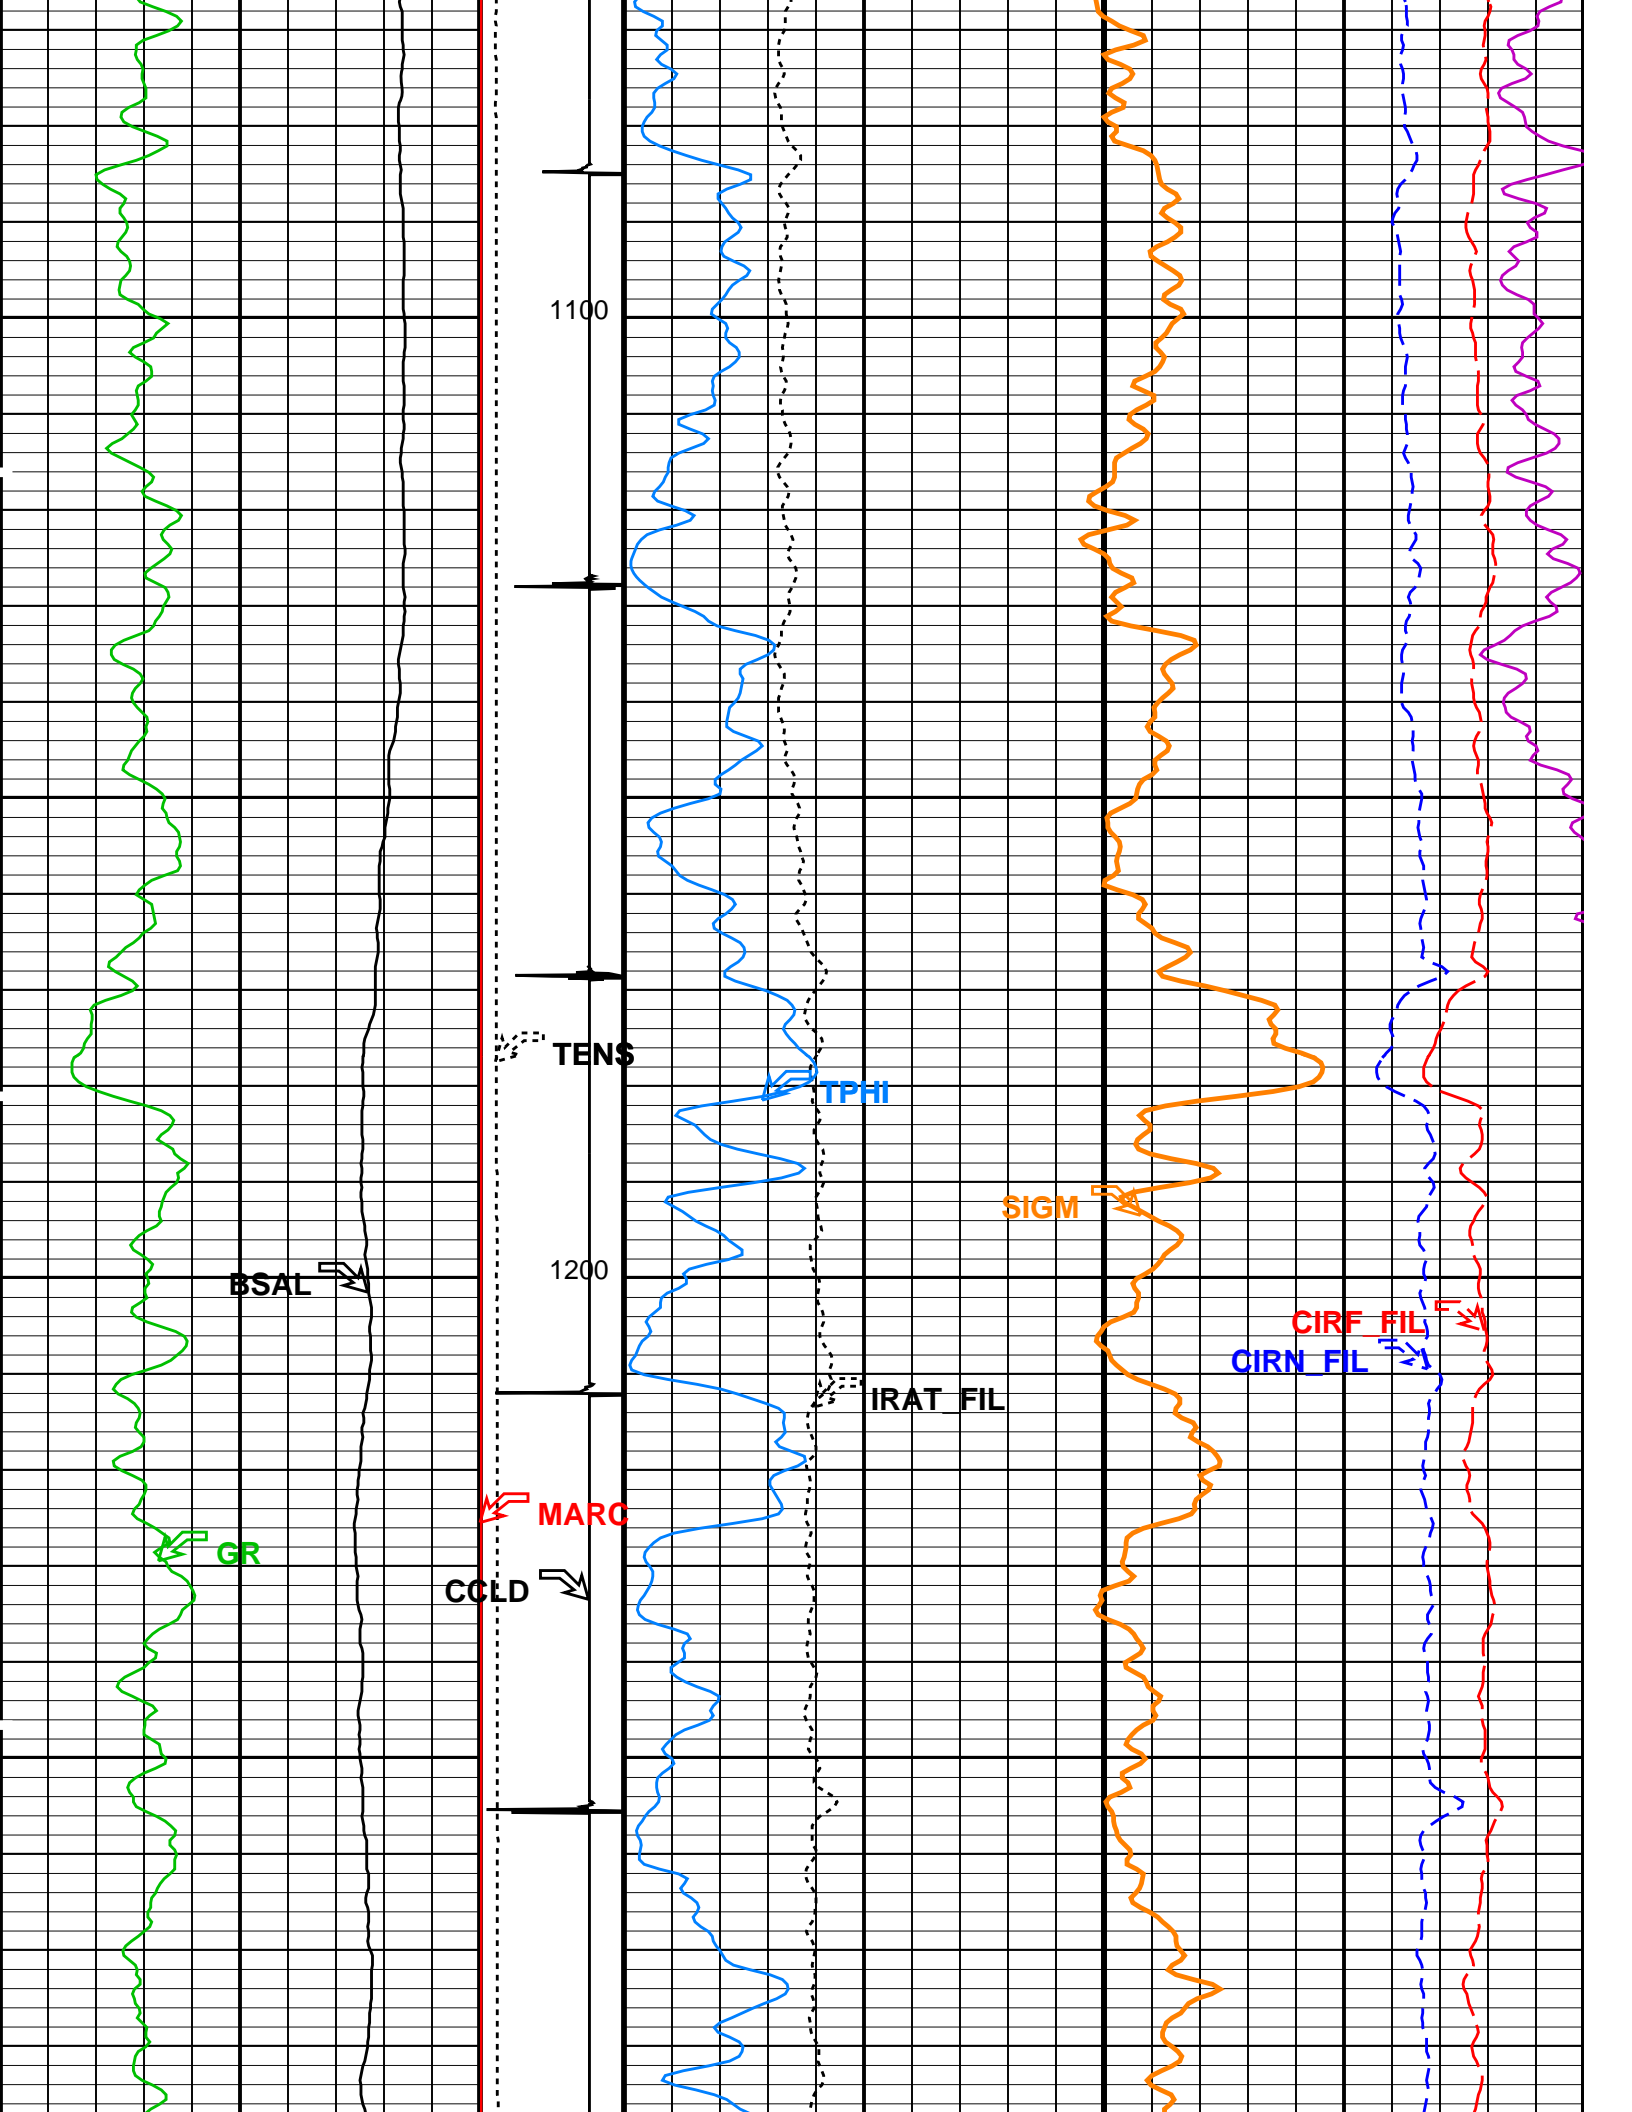 1100
TENS
TPHI
SIGM
1200
BSAL
CIRF_FIL
CIRN_FIL
IRAT_FIL
MARC
GR
CCLD